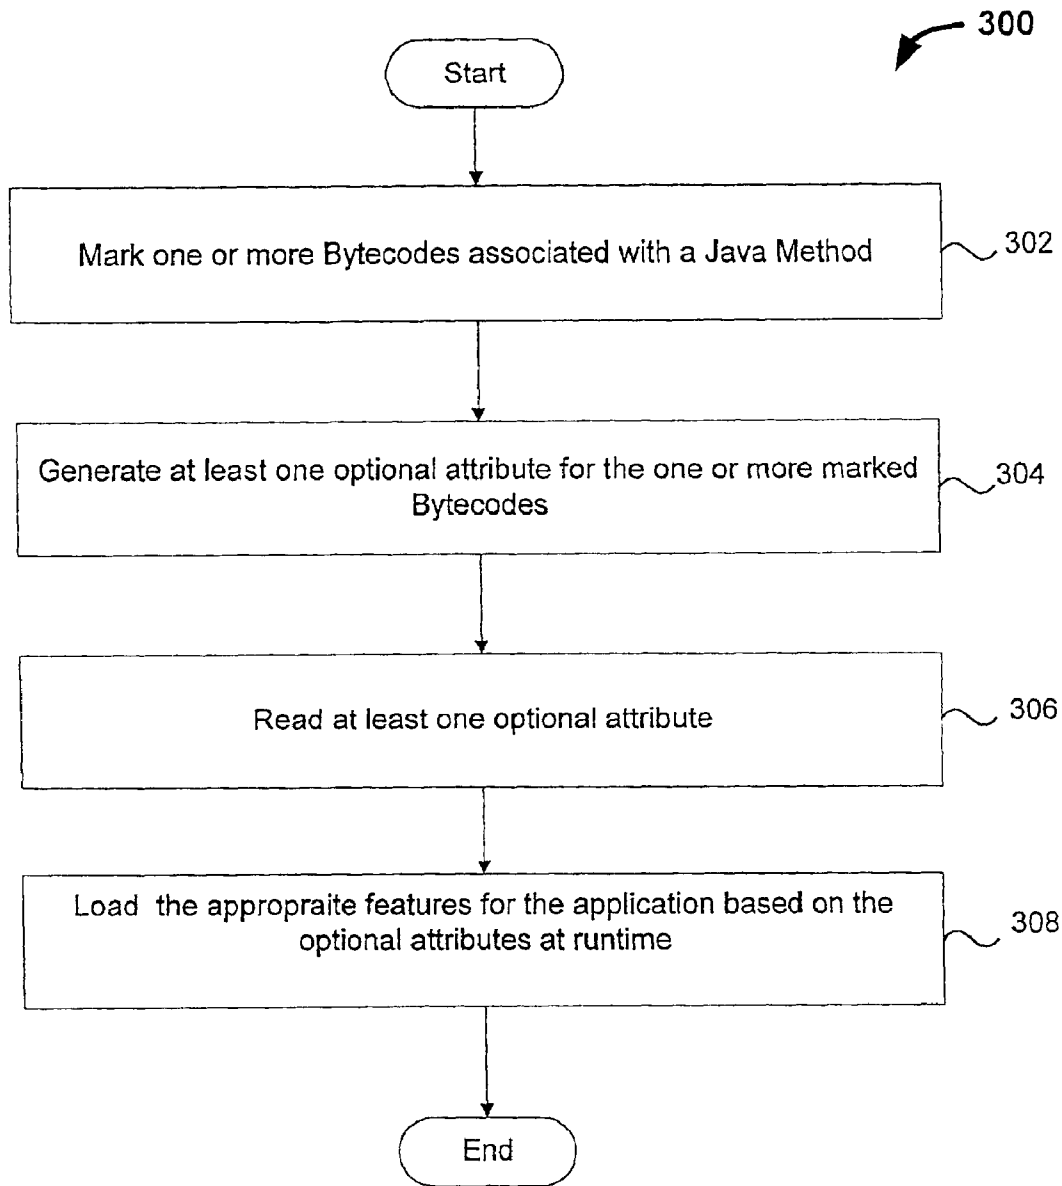 300
Start
Mark one or more Bytecodes associated with a Java Method
302
Generate at least one optional attribute for the one or more marked
Bytecodes
304
Read at least one optional attribute
306
Load the appropraite features for the application based on the
optional attributes at runtime
308
End